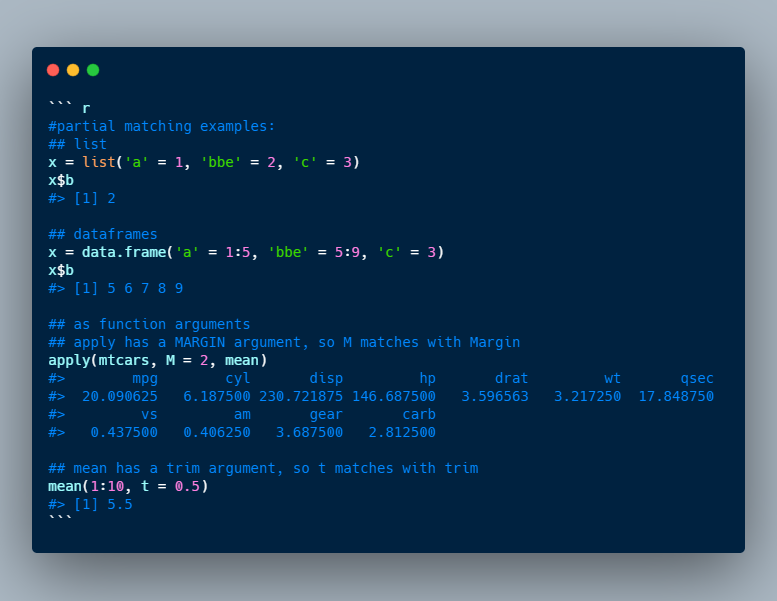 ``` r
#partial matching examples:
## list
x = list('a' = 1, 'bbe' = 2, 'c' = 3)
x$b
#> [1] 2
## dataframes
x = data.frame('a' = 1:5, 'bbe' = 5:9, 'c' = 3)
x$b
#> [1] 5 6 7 8 9
## as function arguments
## apply has a MARGIN argument, so M matches with Margin
apply(mtcars, M = 2, mean)
#>        mpg        cyl       disp         hp       drat         wt       qsec
#>  20.090625   6.187500 230.721875 146.687500   3.596563   3.217250  17.848750
#>         vs         am       gear       carb
#>   0.437500   0.406250   3.687500   2.812500
## mean has a trim argument, so t matches with trim
mean(1:10, t = 0.5)
#> [1] 5.5
```